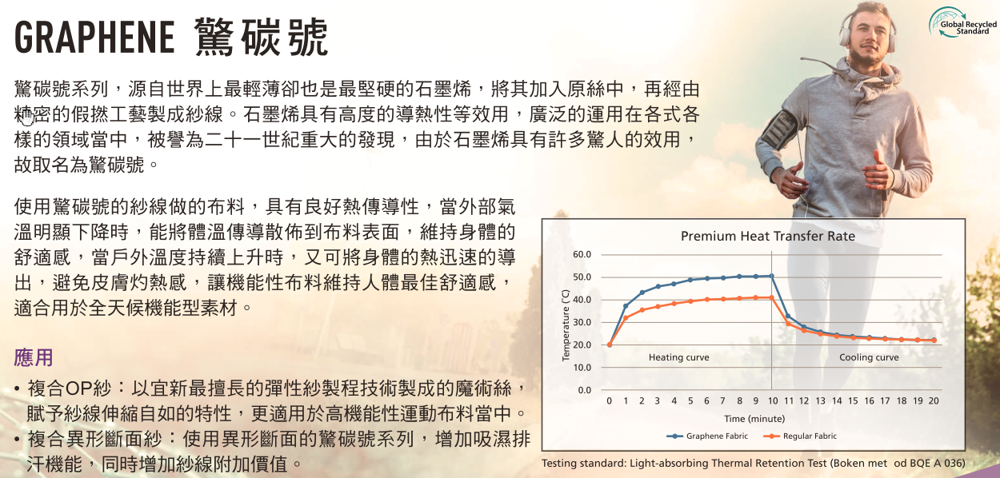 GRAPHENE 驚碳號
Global Recycled
Standard
驚碳號系列，源自世界上最輕薄卻也是最堅硬的石墨烯，將其加入原絲中，再經由
密的假撚工藝製成紗線。石墨烯具有高度的導熱性等效用，廣泛的運用在各式各
樣的領域當中，被譽為二十一世紀重大的發現，由於石墨烯具有許多驚人的效用，
故取名為驚碳號。
使用驚碳號的紗線做的布料，具有良好熱傳導性，當外部氣
溫明顯下降時，能將體溫傳導散佈到布料表面，維持身體的
舒適感，當戶外溫度持續上升時，又可將身體的熱迅速的導
出，避免皮膚灼熱感，讓機能性布料維持人體最佳舒適感，
適合用於全天候機能型素材。
應用
• 複合OP紗：以宜新最擅長的彈性紗製程技術製成的魔術絲，
賦予紗線伸縮自如的特性，更適用於高機能性運動布料當中。
• 複合異形斷面紗：使用異形斷面的驚碳號系列，增加吸濕排
汗機能，同時增加紗線附加價值。
Premium Heat Transfer Rate
Temperature (℃)
60.0
50.0
40.0
30.0
20.0
10.0
0.0
Heating curve
Cooling curve
0 1 2 3 4 5 6 7 8 9 10 11 12 13 14 15 16 17 18 19 20
Time (minute)
Graphene Fabric
Regular Fabric
Testing standard: Light-absorbing Thermal Retention Test (Boken met od BQE A 036)